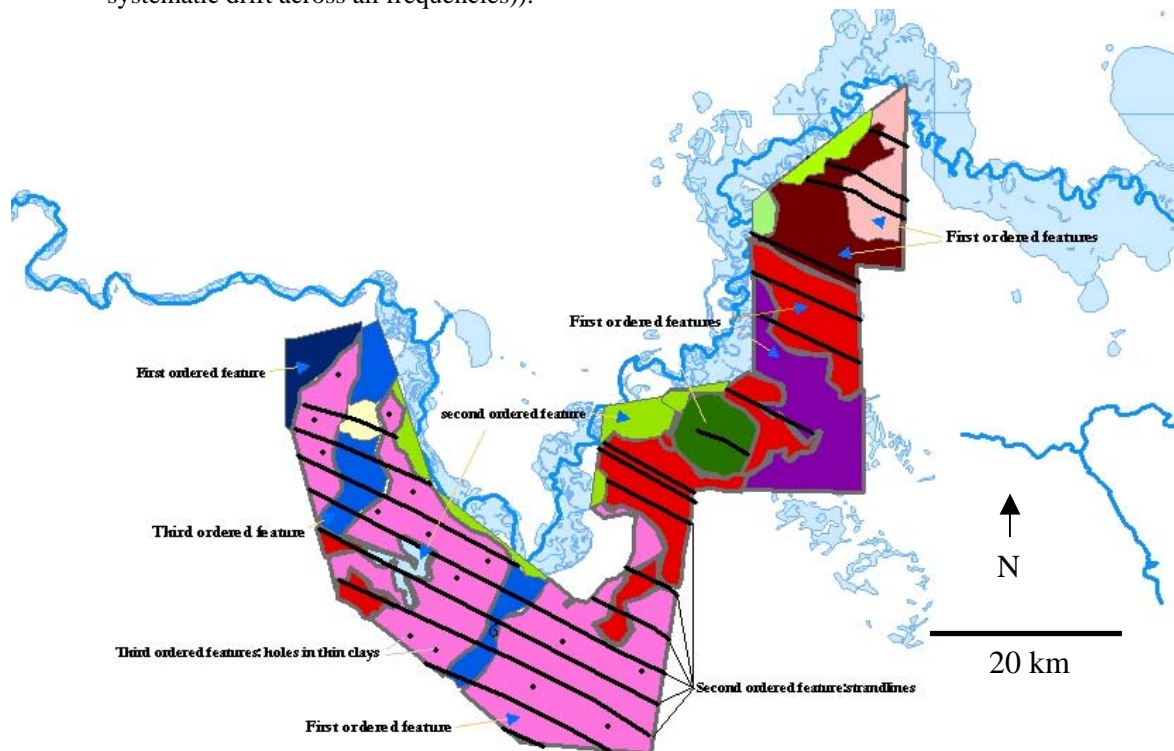 systematic drift across all frequencies)).
First ordered features
First ordered features
First ordered feature
second ordered feature
Third ordered feature
N
20 km
Third ordered features: holes in thin clays
Second ordered feature:strandlines
First ordered feature